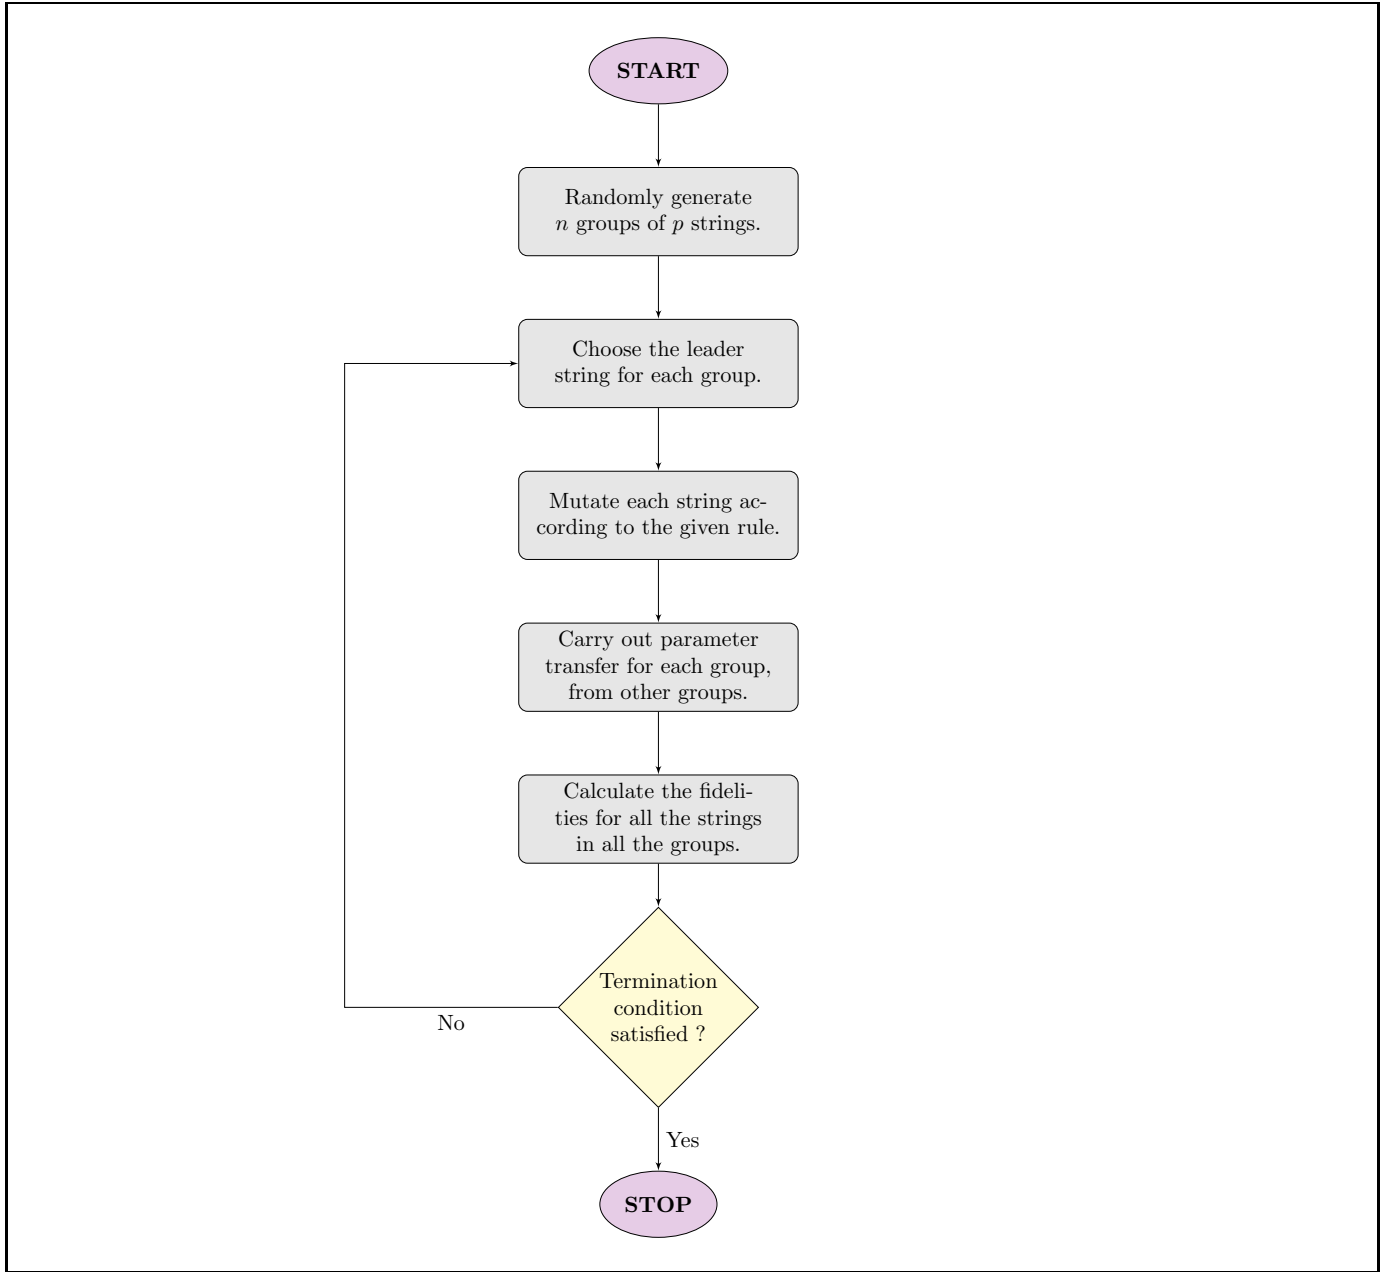 START
Randomly generate
n groups of p strings.
Choose the leader
string for each group.
Mutate each string ac-
cording to the given rule.
Carry out parameter
transfer for each group,
from other groups.
Calculate the fideli-
ties for all the strings
in all the groups.
Termination
condition
satisfied ?
No
Yes
STOP